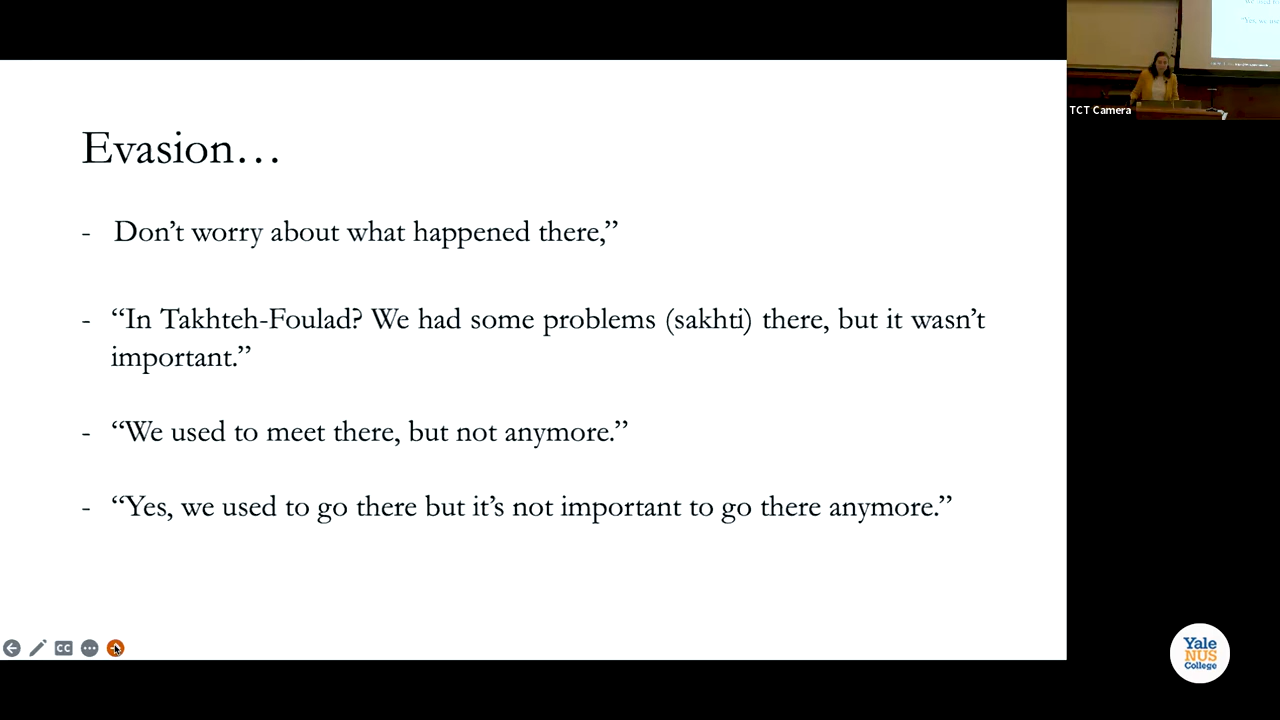 Evasion…
- Don’t worry about what happened there,”
- “In Takhteh-Foulad? We had some problems (sakhti) there, but it wasn’t
important.”
- “We used to meet there, but not anymore.”
- “Yes, we used to go there but it’s not important to go there anymore.”
CC
TCT Camera
Yale
NUS
College